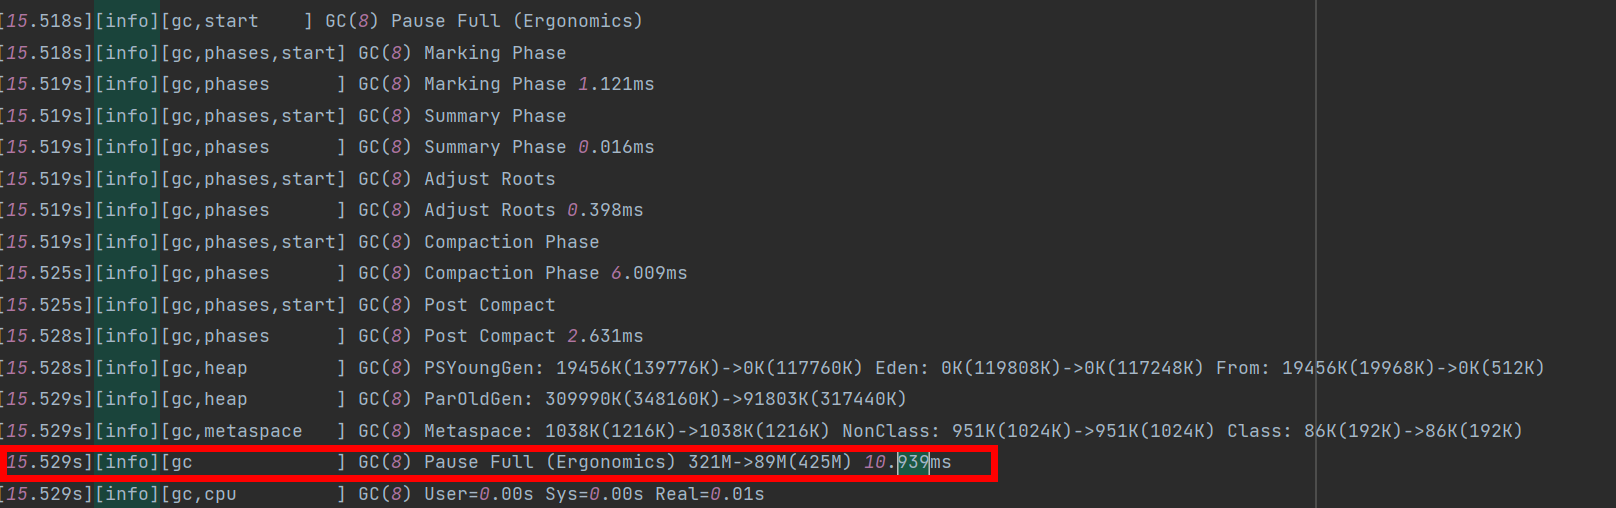 [15.518s][info][gc,start    ] GC(8) Pause Full (Ergonomics)
[15.518s][info][gc,phases,start] GC(8) Marking Phase
[15.519s][info][gc,phases      ] GC(8) Marking Phase 1.121ms
[15.519s][info][gc,phases,start] GC(8) Summary Phase
[15.519s][info][gc,phases      ] GC(8) Summary Phase 0.016ms
[15.519s][info][gc,phases,start] GC(8) Adjust Roots
[15.519s][info][gc,phases      ] GC(8) Adjust Roots 0.398ms
[15.519s][info][gc,phases,start] GC(8) Compaction Phase
[15.525s][info][gc,phases      ] GC(8) Compaction Phase 6.009ms
[15.525s][info][gc,phases,start] GC(8) Post Compact
[15.528s][info][gc,phases      ] GC(8) Post Compact 2.631ms
[15.528s][info][gc,heap        ] GC(8) PSYoungGen: 19456K(139776K)->0K(117760K) Eden: 0K(119808K)->0K(117248K) From: 19456K(19968K)->0K(512K)
[15.529s][info][gc,heap        ] GC(8) ParOldGen: 309990K(348160K)->91803K(317440K)
[15.529s][info][gc,metaspace   ] GC(8) Metaspace: 1038K(1216K)->1038K(1216K) NonClass: 951K(1024K)->951K(1024K) Class: 86K(192K)->86K(192K)
[15.529s][info][gc             ] GC(8) Pause Full (Ergonomics) 321M->89M(425M) 10.939ms
[15.529s][info][gc,cpu         ] GC(8) User=0.00s Sys=0.00s Real=0.01s